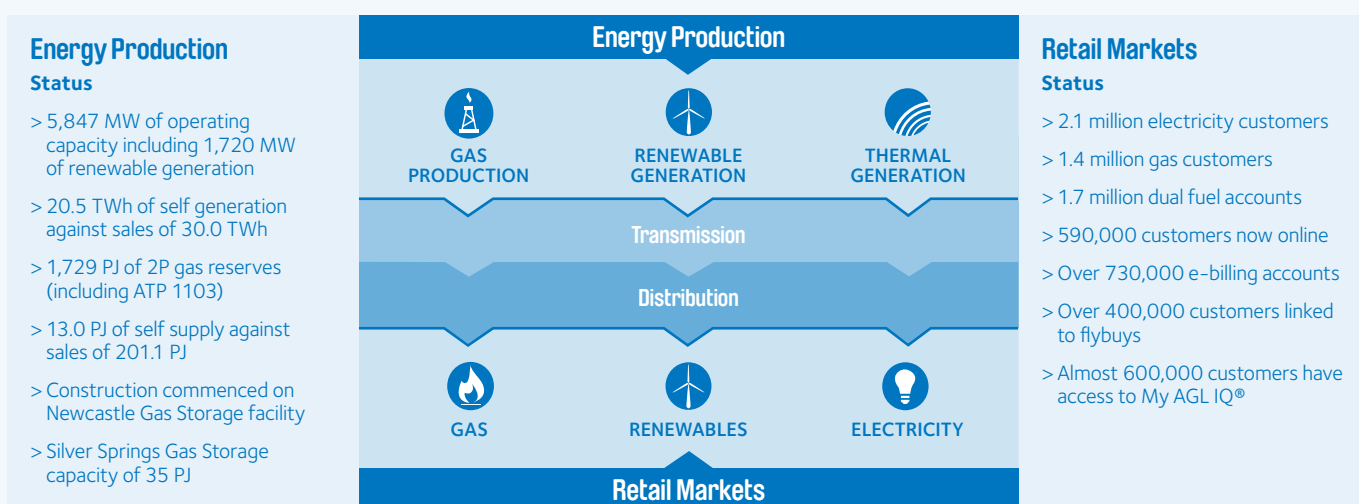 Energy Production
Status
> 5,847 MW of operating
capacity including 1,720 MW
of renewable generation
> 20.5 TWh of self generation
against sales of 30.0 TWh
> 1,729 PJ of 2P gas reserves
(including ATP 1103)
> 13.0 PJ of self supply against
sales of 201.1 PJ
> Construction commenced on
Newcastle Gas Storage facility
> Silver Springs Gas Storage
capacity of 35 PJ
Energy Production
GAS
PRODUCTION
RENEWABLE
GENERATION
THERMAL
GENERATION
Transmission
Distribution
GAS
RENEWABLES
ELECTRICITY
Retail Markets
Retail Markets
Status
> 2.1 million electricity customers
> 1.4 million gas customers
> 1.7 million dual fuel accounts
> 590,000 customers now online
> Over 730,000 e-billing accounts
> Over 400,000 customers linked
to flybuys
> Almost 600,000 customers have
access to My AGL IQ®